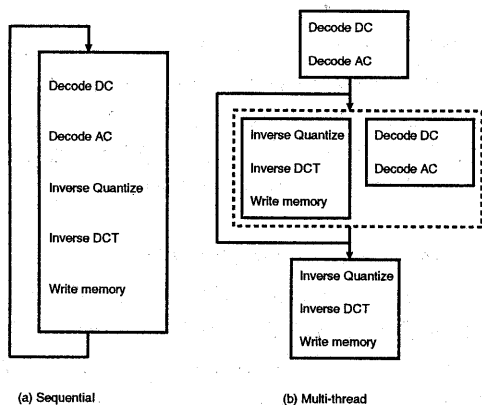 Decode DC
Decode AC
Inverse Quantize
Inverse DCT
Write memory
(a) Sequential
Decode DC
Decode AC
Inverse Quantize
Inverse DCT
Write memory
Decode DC
Decode AC
Inverse Quantize
Inverse DCT
Write memory
(b) Multi-thread